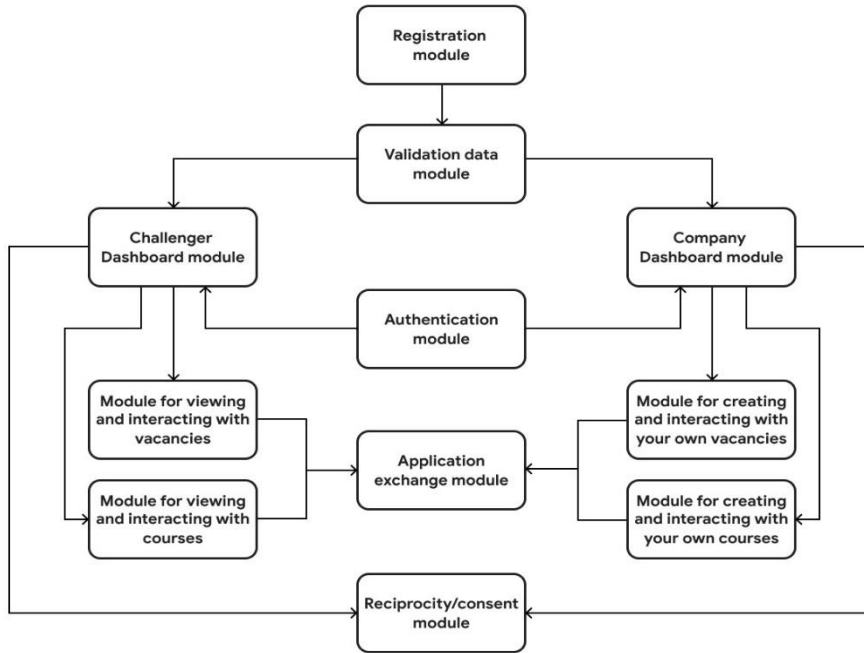 Registration
module
Validation data
module
Challenger
Dashboard module
Company
Dashboard module
Authentication
module
Module for viewing
and interacting with
vacancies
Module for creating
and interacting with
your own vacancies
Application
exchange module
Module for viewing
and interacting with
courses
Module for creating
and interacting with
your own courses
Reciprocity/consent
module